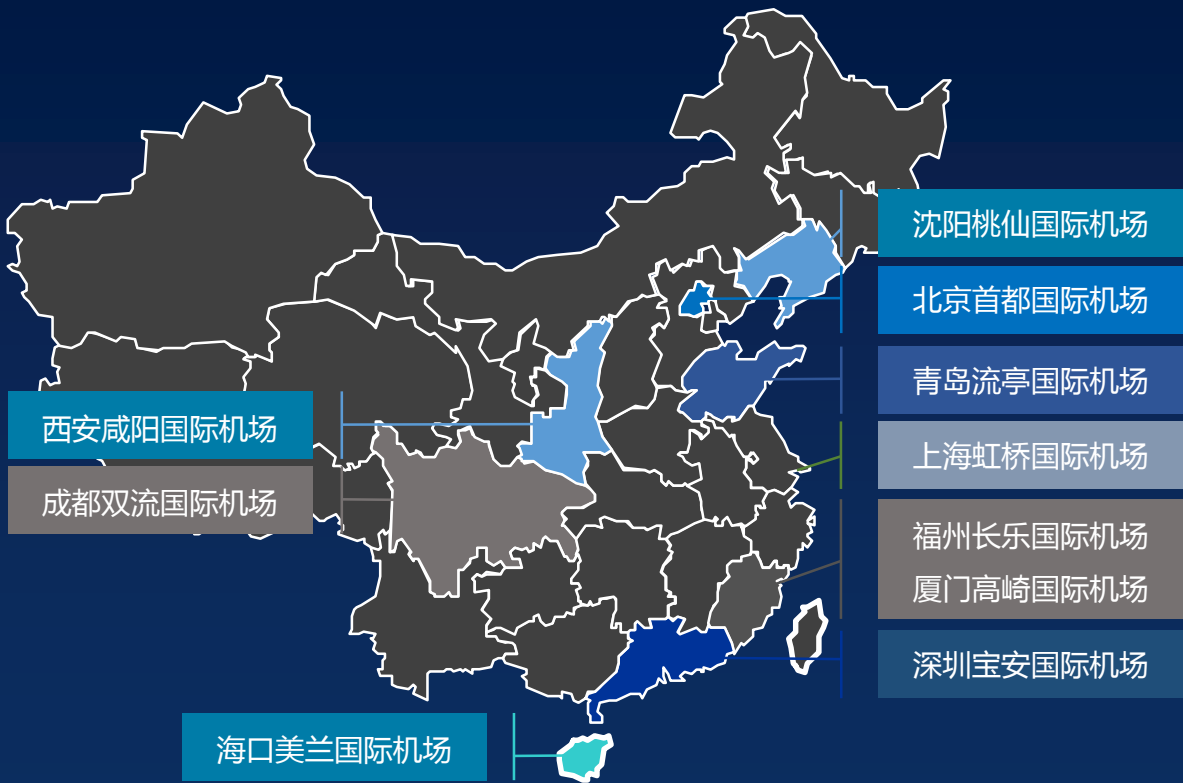 沈阳桃仙国际机场
北京首都国际机场
青岛流亭国际机场
西安咸阳国际机场
上海虹桥国际机场
成都双流国际机场
福州长乐国际机场
厦门高崎国际机场
深圳宝安国际机场
海口美兰国际机场